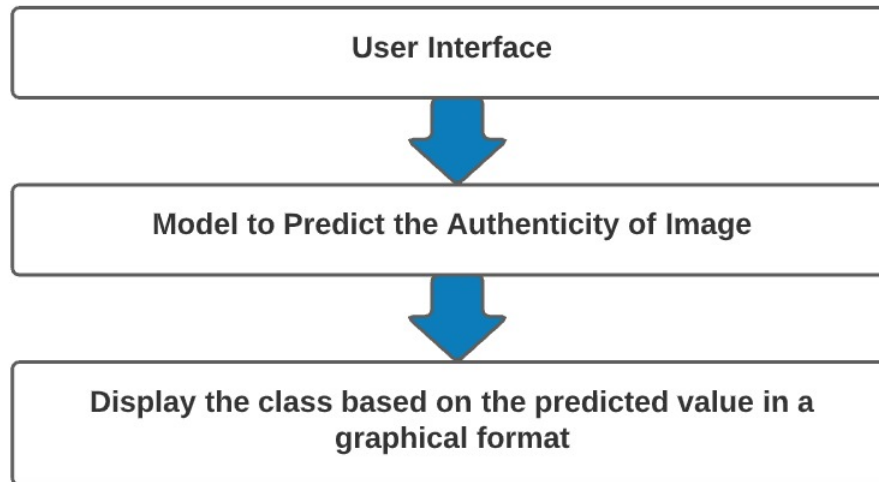 User Interface
Model to Predict the Authenticity of Image
Display the class based on the predicted value in a
graphical format